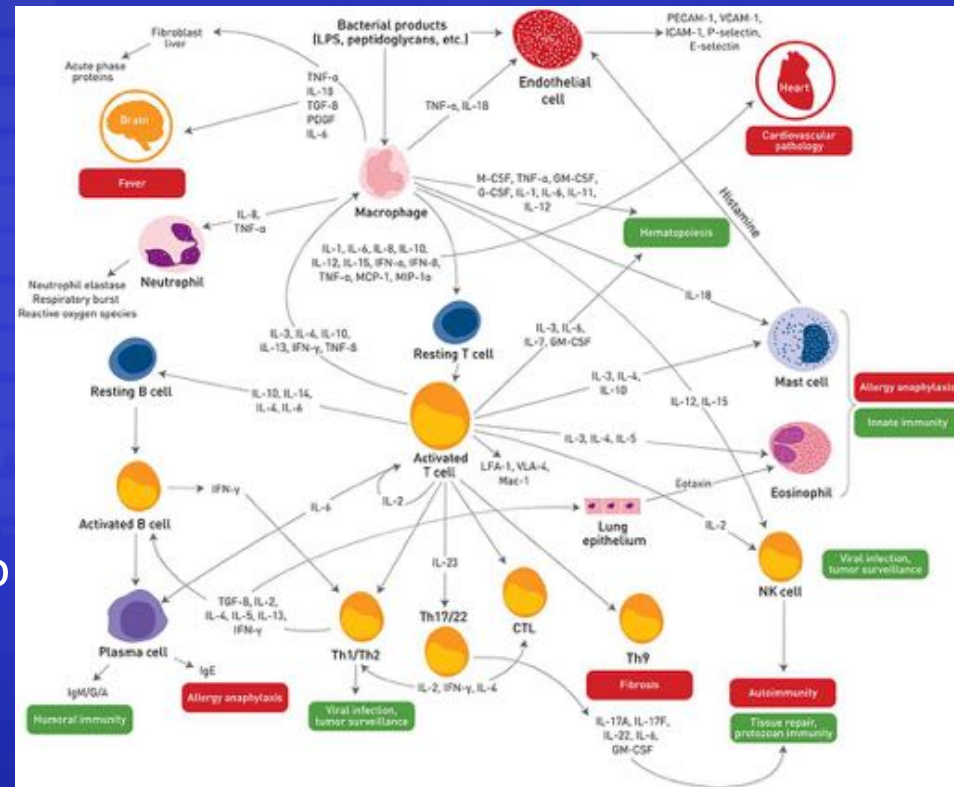 Bacterial products
(LPS, peptidoglycans, etc.)
PECAM-1, VCAM-1,
ICAM-1, P-selectin,
E-selectin
Fibroblast
liver
Acute phase
proteins
Brain
Fever
TNF-α
IL-18
TGF-8
PDGF
IL-6
TNF-α, IL-18
Endothelial
cell
Heart
Cardiovascular
pathology
Macrophage
M-CSF, TNF-α, GM-CSF,
G-CSF, IL-1, IL-6, IL-11,
IL-12
Hematopoiesis
Histamine
IL-8,
TNF-α
Neutrophil
Neutrophil elastase
Respiratory burst
Reactive oxygen species
IL-1, IL-6, IL-8, IL-10,
IL-12, IL-15, IFN-α, IFN-8,
TNF-α, MCP-1, MIP-1α
IL-18
IL-3, IL-4, IL-10,
IL-13, IFN-γ, TNF-8
Resting T cell
IL-3, IL-6,
IL-7, GM-CSF
Mast cell
Resting B cell
IL-10, IL-14,
IL-4, IL-6
IL-3, IL-4,
IL-10
IL-12, IL-15
Allergy anaphylaxis
Innate immunity
Activated
T cell
IL-3, IL-4, IL-5
LFA-1, VLA-4,
Mac-1
Eotaxin
Eosinophil
Activated B cell
IFN-γ
IL-6
IL-2
Lung
epithelium
IL-2
IL-23
NK cell
Viral infection,
tumor surveillance
TGF-8, IL-2,
IL-4, IL-5, IL-13,
IFN-γ
Plasma cell
Th1/Th2
Th17/22
CTL
Th9
IgE
IgM/G/A
Allergy anaphylaxis
Humoral immunity
Viral infection,
tumor surveillance
IL-2, IFN-γ, IL-4
Fibrosis
Autoimmunity
IL-17A, IL-17F,
IL-22, IL-6,
GM-CSF
Tissue repair,
protozoan immunity